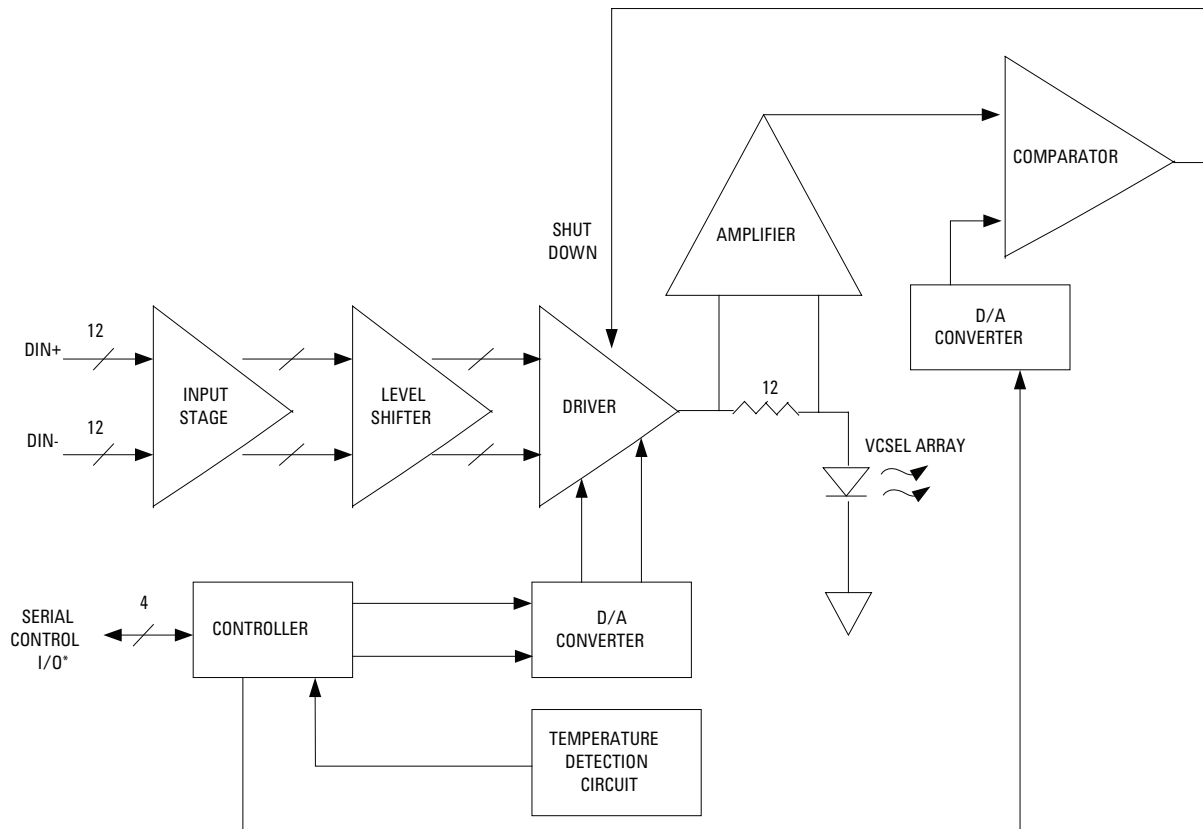 COMPARATOR
AMPLIFIER
SHUT
DOWN
D/A
CONVERTER
12
DIN+
INPUT
STAGE
LEVEL
SHIFTER
DRIVER
12
12
DIN-
VCSEL ARRAY
4
SERIAL
CONTROL
I/O*
CONTROLLER
D/A
CONVERTER
TEMPERATURE
DETECTION
CIRCUIT